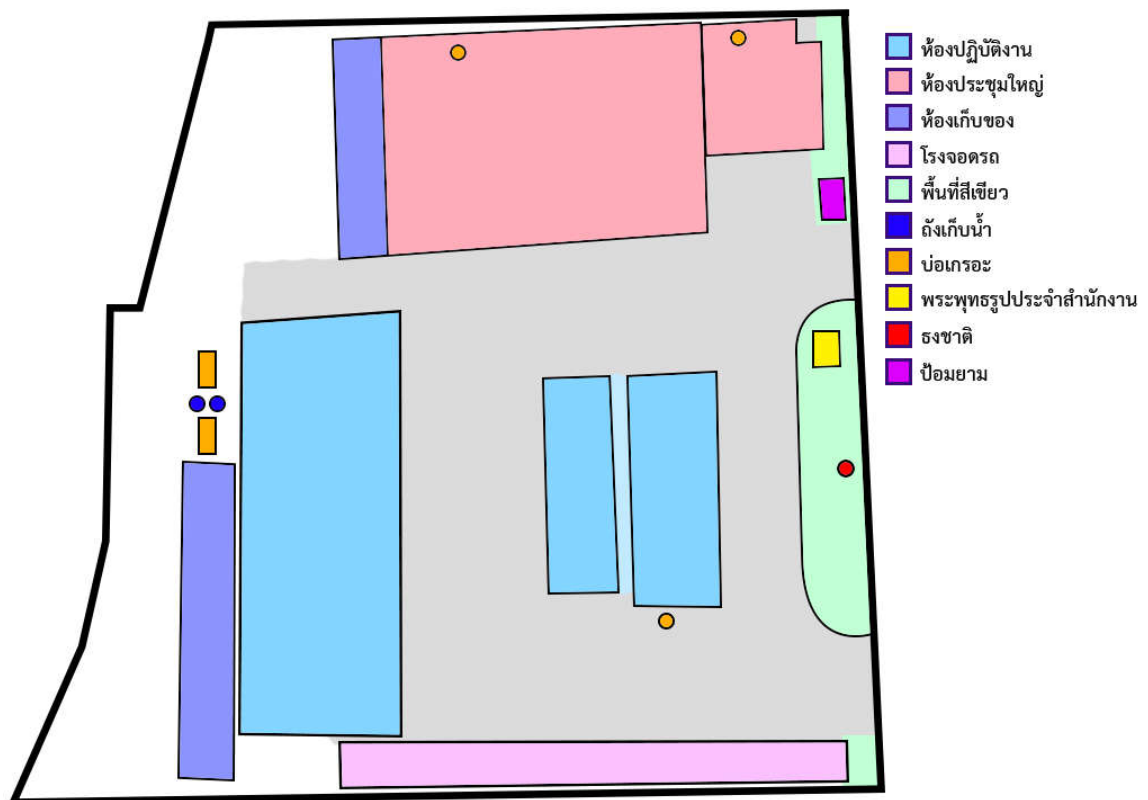 ห้องปฏิบัติงาน
ห้องประชุมใหญ่
ห้องเก็บของ
โรงจอดรถ
พื้นที่สีเขียว
ถังเก็บน้ำ
บ่อเกรอะ
พระพุทธรูปประจำสำนักงาน
ธงชาติ
ป้อมยาม